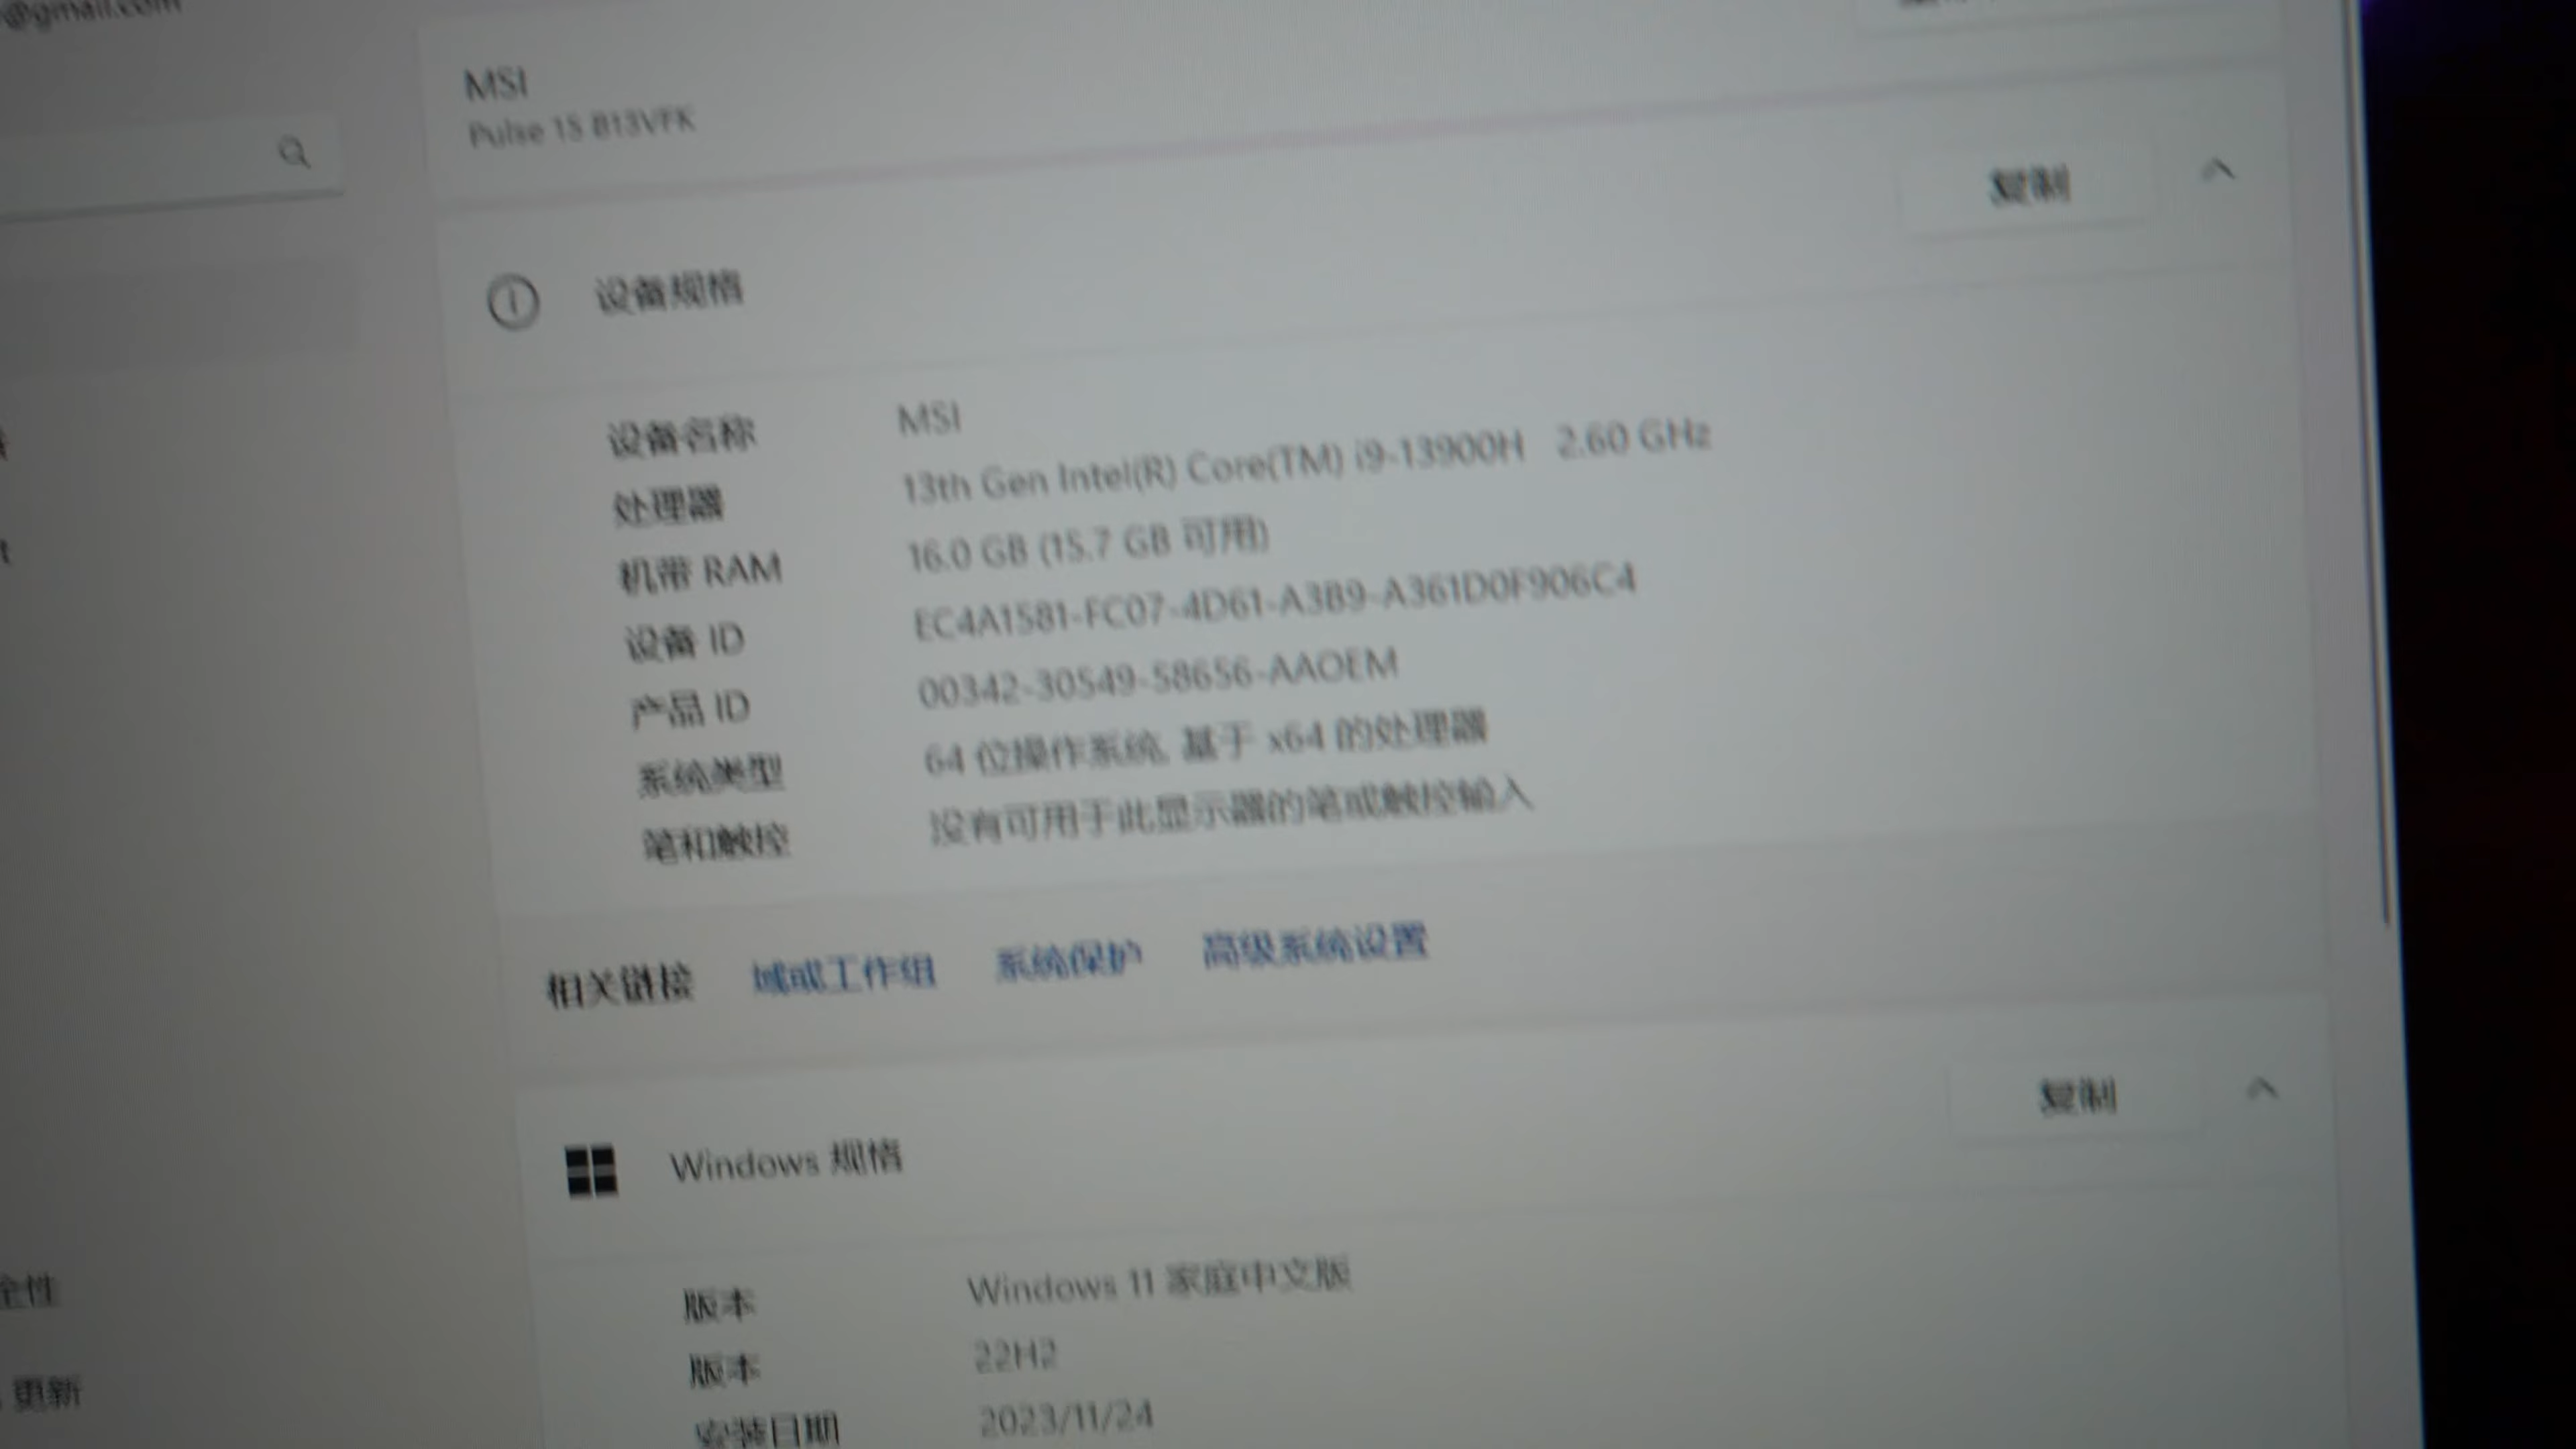 @gmail.com
MSI
Pulse 15 B13VFK
复制
设备规格
设备名称 MSI
处理器 13th Gen Intel(R) Core(TM) i9-13900H 2.60 GHz
机带 RAM 16.0 GB (15.7 GB 可用)
设备 ID EC4A1581-FC07-4D61-A3B9-A361D0F906C4
产品 ID 00342-30549-58656-AAOEM
系统类型 64 位操作系统, 基于 x64 的处理器
笔和触控 没有可用于此显示器的笔或触控输入
相关链接 域或工作组 系统保护 高级系统设置
复制
Windows 规格
版本 Windows 11 家庭中文版
版本 22H2
安装日期 2023/11/24
全性
更新